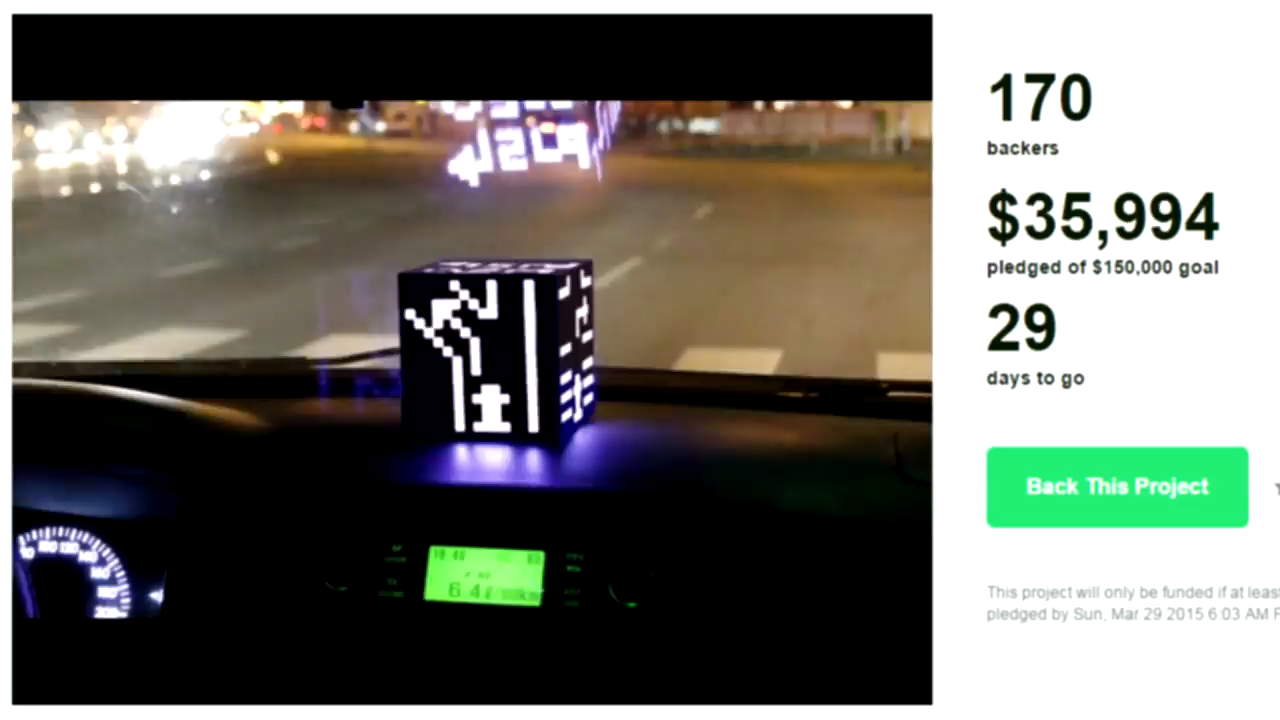 170
backers
$35,994
pledged of $150,000 goal
29
days to go
Back This Project
This project will only be funded if at least
pledged by Sun, Mar 29 2015 6:03 AM P